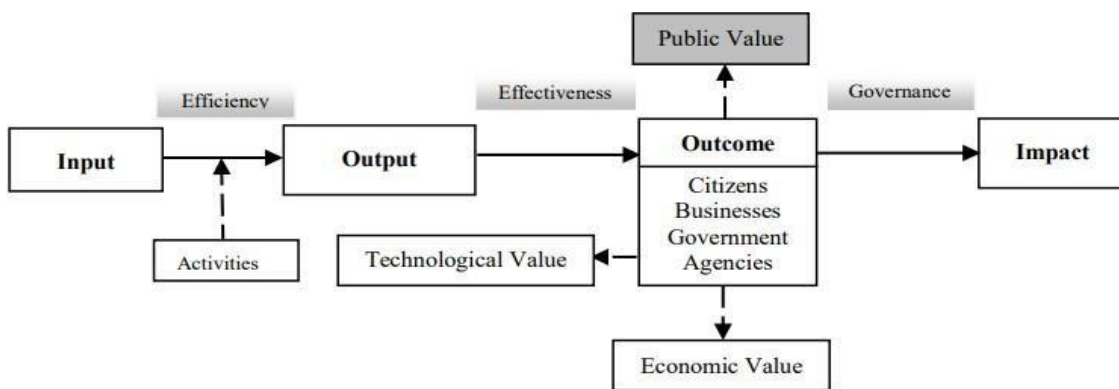 Public Value
Efficiency
Effectiveness
Governance
Input
Output
Outcome
Impact
Citizens
Businesses
Government
Agencies
Activities
Technological Value
Economic Value